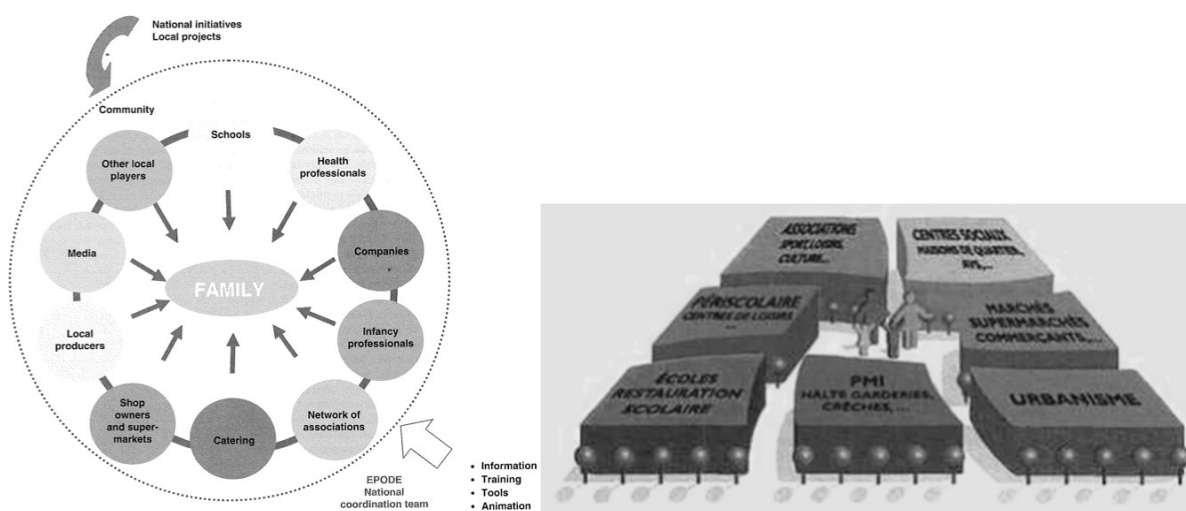 National initiatives
Local projects
Community
Schools
Other local
players
Health
professionals
Media
Companies
FAMILY
Local
producers
Infancy
professionals
Shop
owners
and super-
markets
Catering
Network of
associations
EPODE
National
coordination team
• Information
• Training
• Tools
• Animation
ASSOCIATIONS
SPORT, LOISIRS,
CULTURE...
CENTRES SOCIAUX
MAISONS DE QUARTIER,
PÉRISCOLAIRE
CENTRES DE LOISIRS
...
MARCHÉS
SUPERMARCHÉS
COMMERÇANTS,...
ÉCOLES
RESTAURATION
SCOLAIRE
PMI
HALTE GARDERIES,
CRÈCHES,...
URBANISME